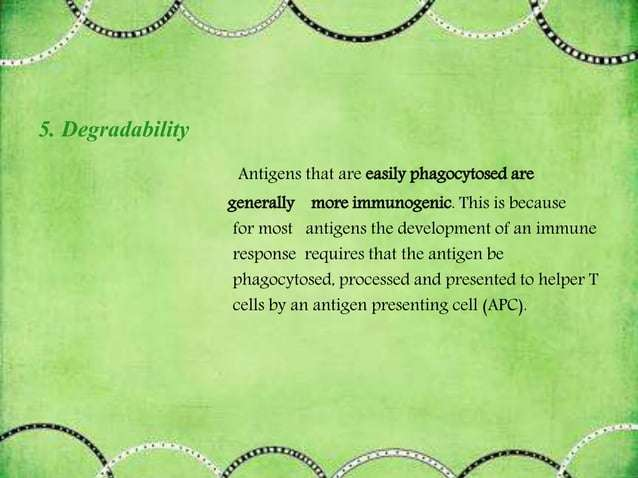 5. Degradability
Antigens that are easily phagocytosed are
generally more immunogenic. This is because
for most antigens the development of an immune
response requires that the antigen be
phagocytosed, processed and presented to helper T
cells by an antigen presenting cell (APC).